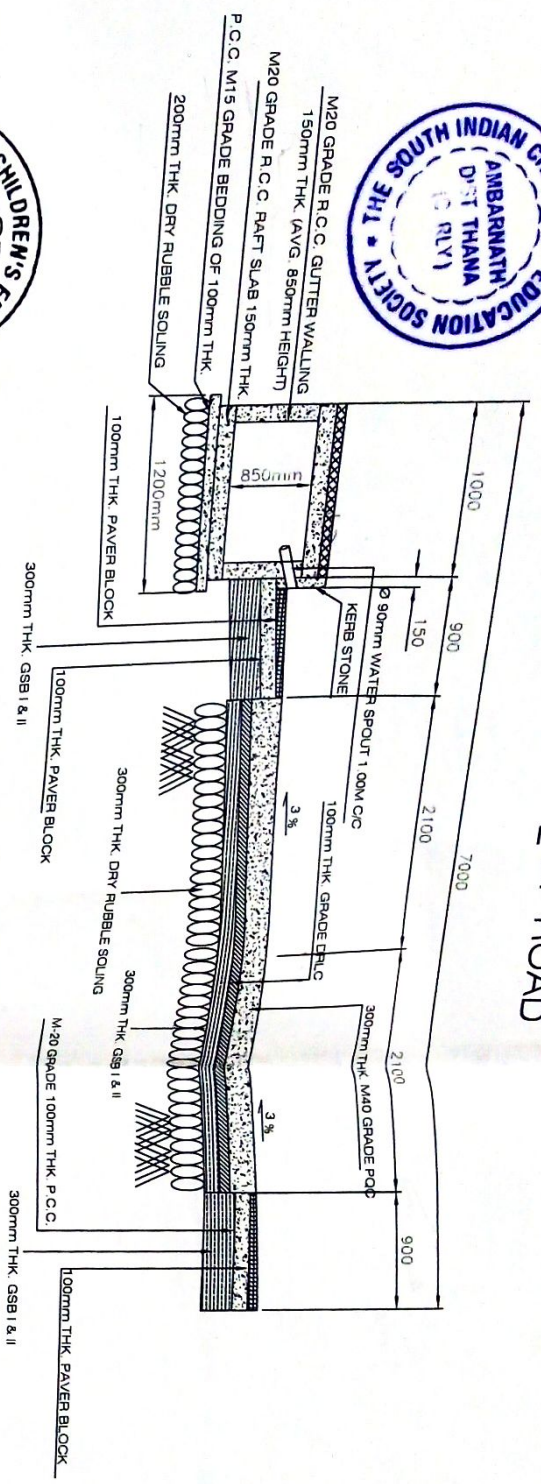 THE SOUTH INDIAN
EDUCATION SOCIETY
AMBARNATH
CHILDREN'S
ROAD
M20 GRADE R.C.C. GUTTER WALLING
150mm THK. (AVG. 850mm HEIGHT)
M20 GRADE R.C.C. RAFT SLAB 150mm THK.
P.C.C. M15 GRADE BEDDING OF 100mm THK.
200mm THK. DRY RUBBLE SOLING
7000
1000
900
2100
2100
900
150
850mm
1200mm
Ø 90mm WATER SPOUT 1.00M C/C
KERB STONE
100mm THK. GRADE DRLC
300mm THK. M40 GRADE PQC
3 %
3 %
100mm THK. PAVER BLOCK
300mm THK. GSB I & II
100mm THK. PAVER BLOCK
300mm THK. DRY RUBBLE SOLING
300mm THK. GSB I & II
M-20 GRADE 100mm THK. P.C.C.
300mm THK. GSB I & II
100mm THK. PAVER BLOCK